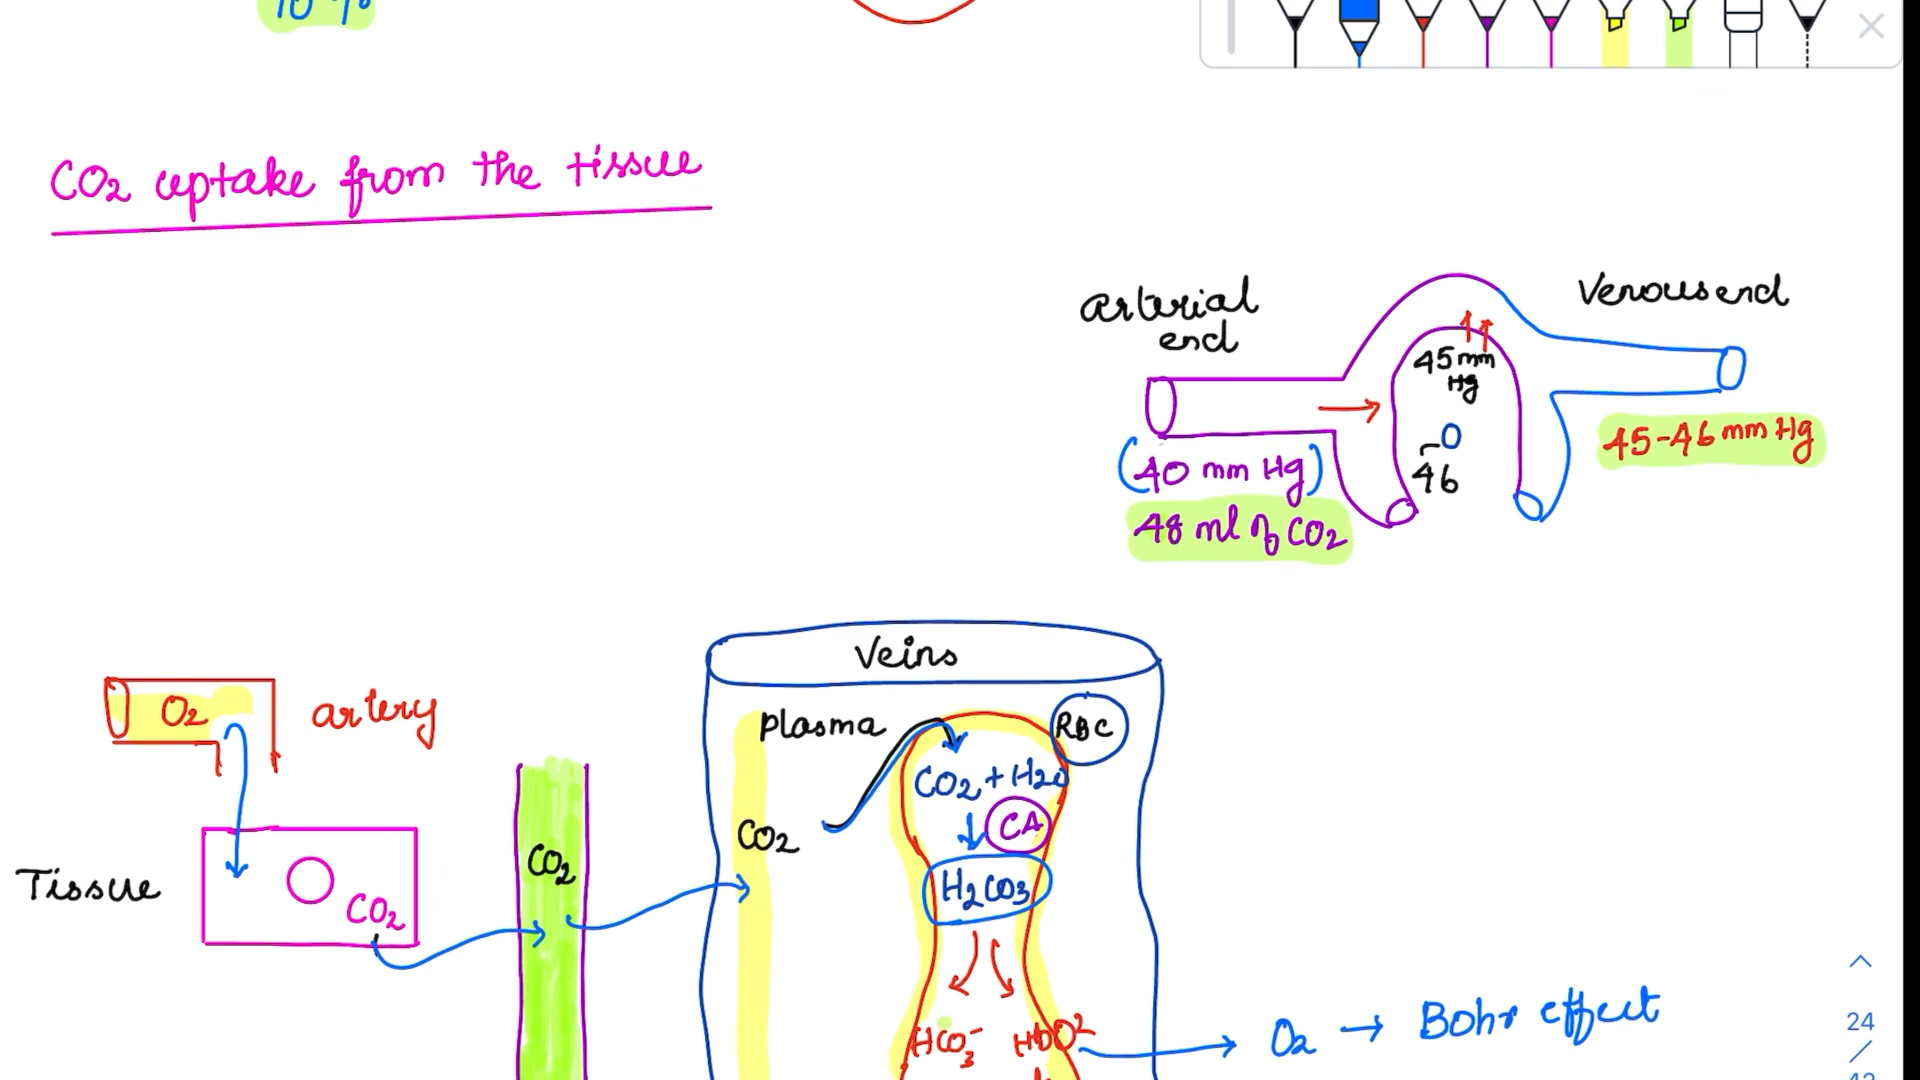 CO2 uptake from the tissue
arterial
end
Venous end
45 mm
Hg
46
(40 mm Hg)
48 ml of CO2
45-46 mm Hg
Veins
O2 artery
plasma
RBC
CO2 + H2O
CA
CO2
CO2
H2CO3
Tissue
CO2
HCO3- HbO2
O2 → Bohr effect
24
/